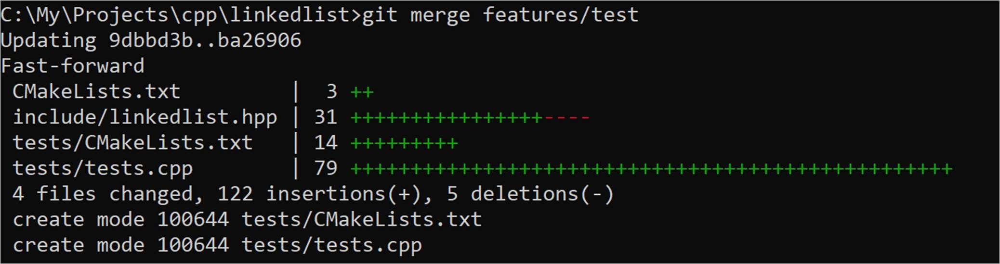 C:\My\Projects\cpp\linkedlist>git merge features/test
Updating 9dbbd3b..ba26906
Fast-forward
 CMakeLists.txt         |  3 ++
 include/linkedlist.hpp | 31 ++++++++++++++++----
 tests/CMakeLists.txt   | 14 +++++++++
 tests/tests.cpp        | 79 ++++++++++++++++++++++++++++++++++++++++++++++++++
 4 files changed, 122 insertions(+), 5 deletions(-)
 create mode 100644 tests/CMakeLists.txt
 create mode 100644 tests/tests.cpp